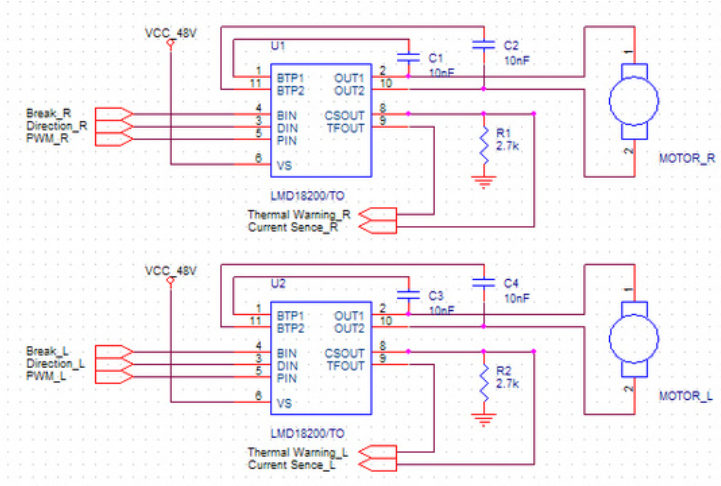 VCC_48V
U1
C1
10nF
C2
10nF
1
11
BTP1
BTP2
OUT1
OUT2
2
10
Break_R
Direction_R
PWM_R
4
3
5
BIN
DIN
PIN
CSOUT
TFOUT
8
9
R1
2.7k
6
VS
1
2
MOTOR_R
LMD18200/TO
Thermal Warning_R
Current Sence_R
VCC_48V
U2
C3
10nF
C4
10nF
1
11
BTP1
BTP2
OUT1
OUT2
2
10
Break_L
Direction_L
PWM_L
4
3
5
BIN
DIN
PIN
CSOUT
TFOUT
8
9
R2
2.7k
6
VS
1
2
MOTOR_L
LMD18200/TO
Thermal Warning_L
Current Sence_L